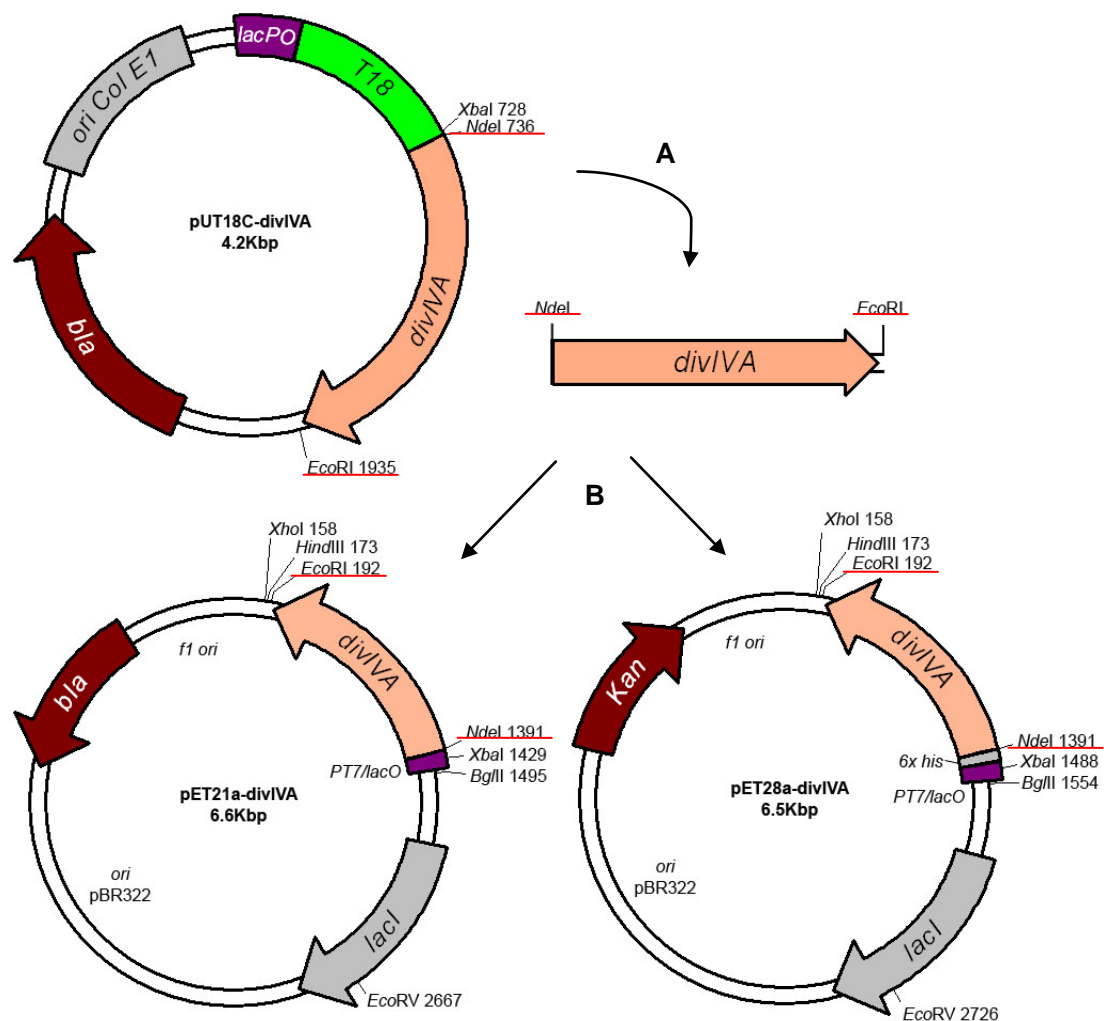 lacPO
T18
ori Col E1
XbaI 728
NdeI 736
A
pUT18C-divIVA
4.2Kbp
divIVA
bla
EcoRI 1935
NdeI
EcoRI
divIVA
B
XhoI 158
HindIII 173
EcoRI 192
f1 ori
divIVA
bla
NdeI 1391
XbaI 1429
BglII 1495
PT7/lacO
pET21a-divIVA
6.6Kbp
ori
pBR322
lacI
EcoRV 2667
XhoI 158
HindIII 173
EcoRI 192
f1 ori
divIVA
Kan
NdeI 1391
6x his
XbaI 1488
BglII 1554
PT7/lacO
pET28a-divIVA
6.5Kbp
ori
pBR322
lacI
EcoRV 2726